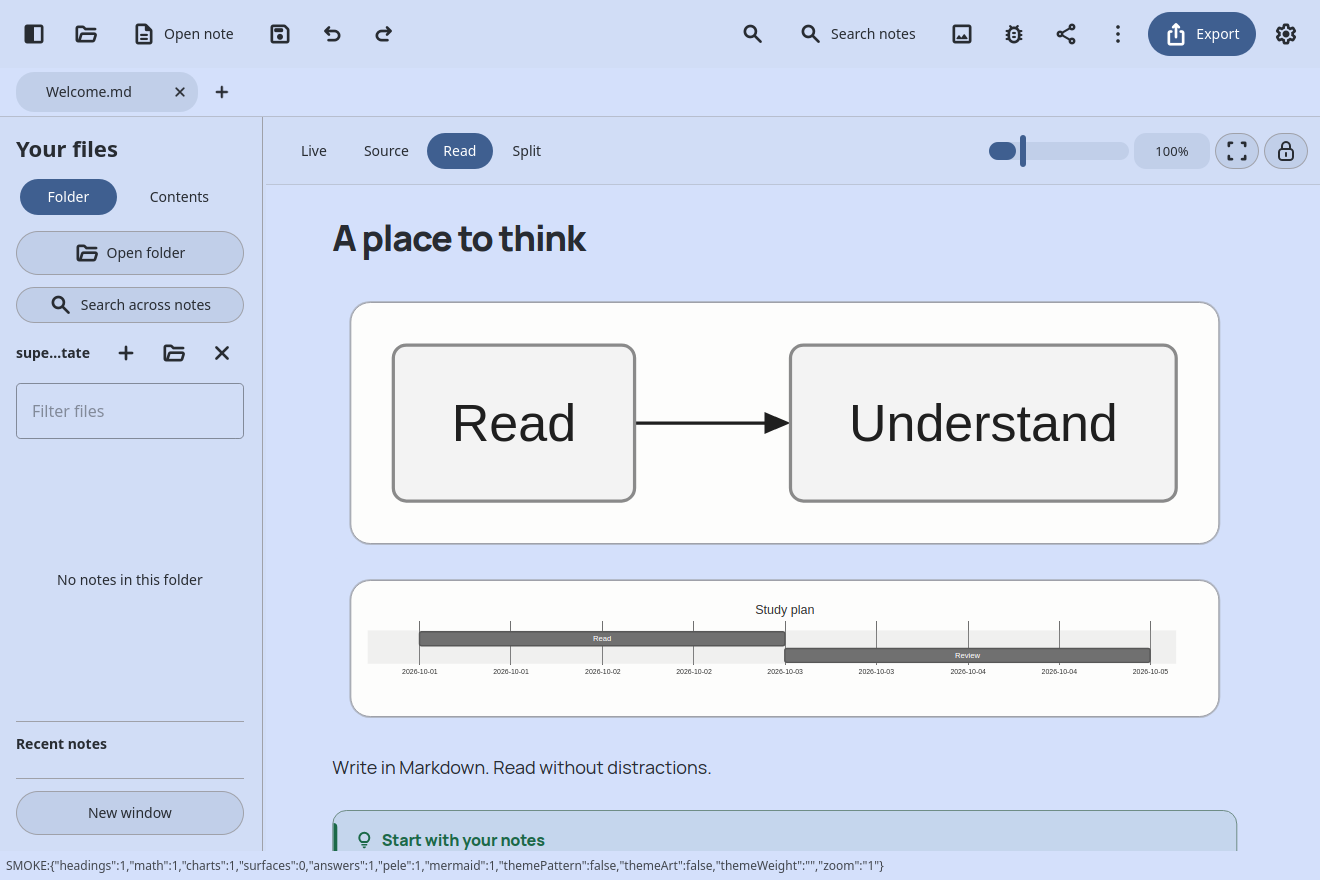 Open note
Search notes
Export
Welcome.md
Your files
Live
Source
Read
Split
100%
Folder
Contents
Open folder
Search across notes
supe...tate
Filter files
No notes in this folder
Recent notes
New window
A place to think
Read
Understand
Study plan
Read
Review
2026-10-01
2026-10-01
2026-10-02
2026-10-02
2026-10-03
2026-10-03
2026-10-04
2026-10-04
2026-10-05
Write in Markdown. Read without distractions.
Start with your notes
SMOKE:{"headings":1,"math":1,"charts":1,"surfaces":0,"answers":1,"pele":1,"mermaid":1,"themePattern":false,"themeArt":false,"themeWeight":"","zoom":"1"}